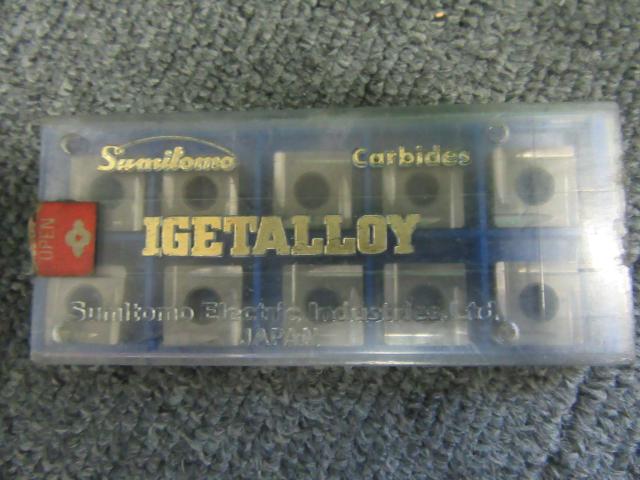 Sumitomo Carbides
OPEN
IGETALLOY
Sumitomo Electric Industries, Ltd.
JAPAN